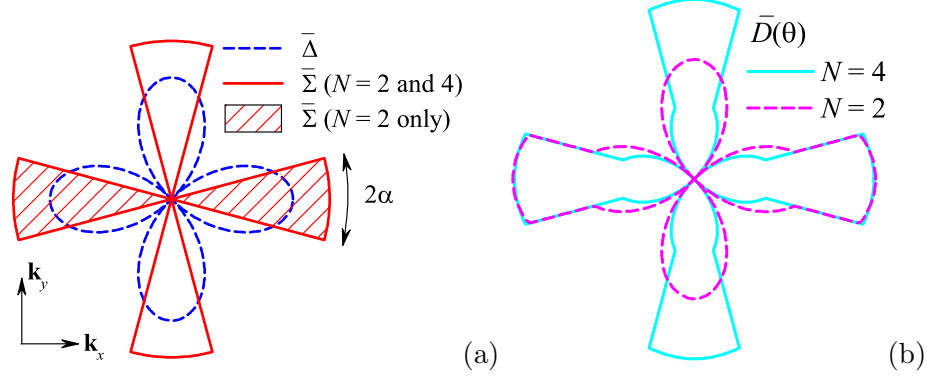 Δ̄
Σ̄ (N = 2 and 4)
Σ̄ (N = 2 only)
2α
k_y
k_x
(a)
D̄(θ)
N = 4
N = 2
(b)